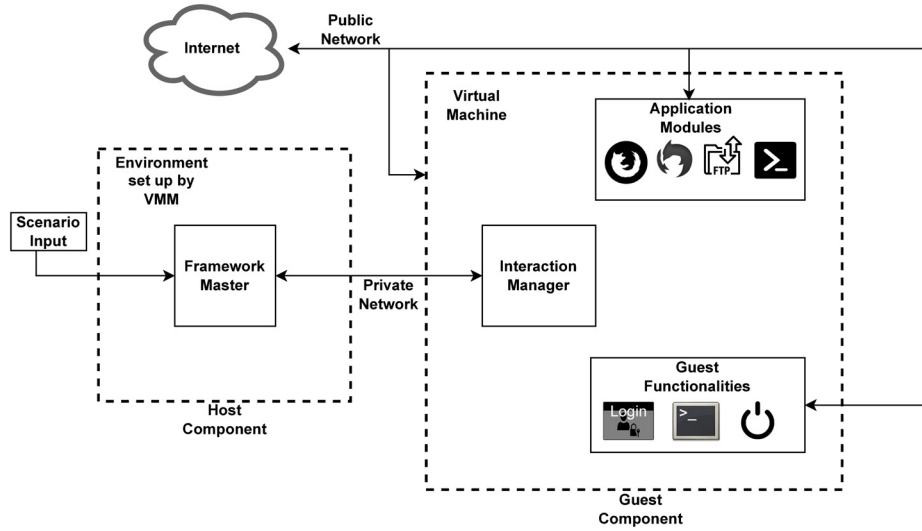 Public
Network
Internet
Virtual
Machine
Application
Modules
FTP
>_
Environment
set up by
VMM
Scenario
Input
Framework
Master
Private
Network
Interaction
Manager
Guest
Functionalities
Login
>_
Host
Component
Guest
Component